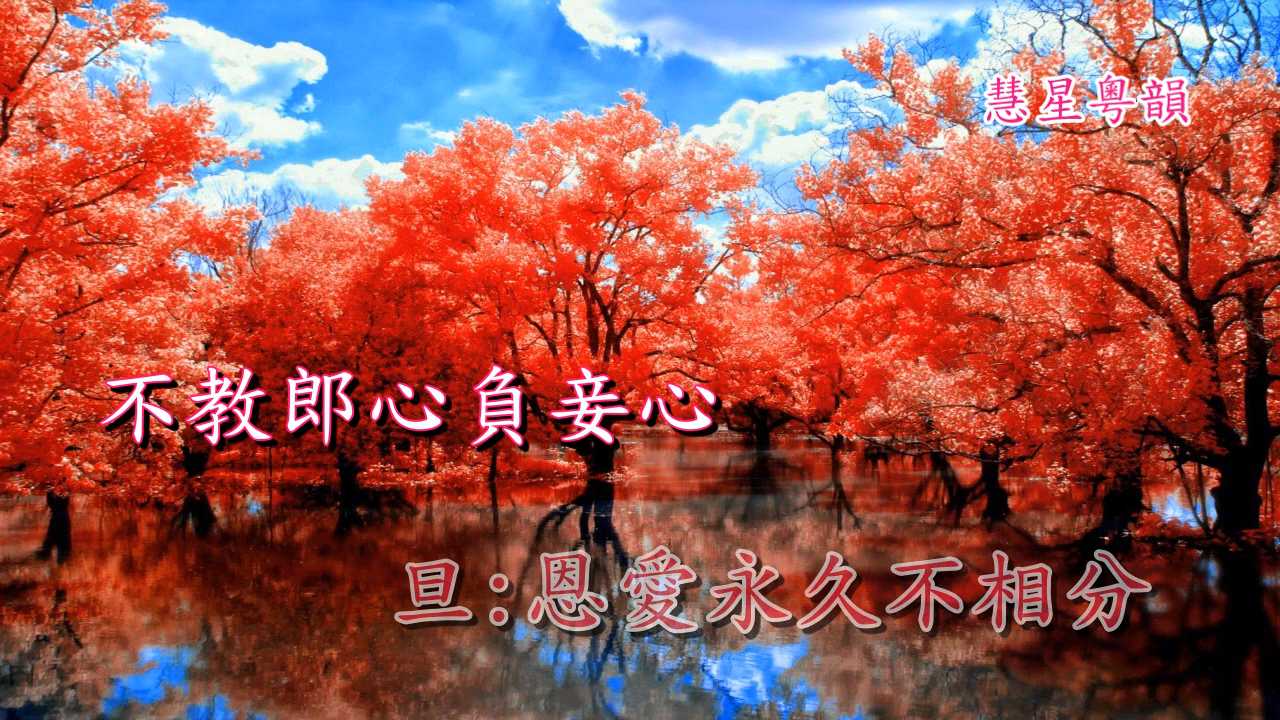 慧星粵韻
不教郎心負妾心
旦:恩愛永久不相分